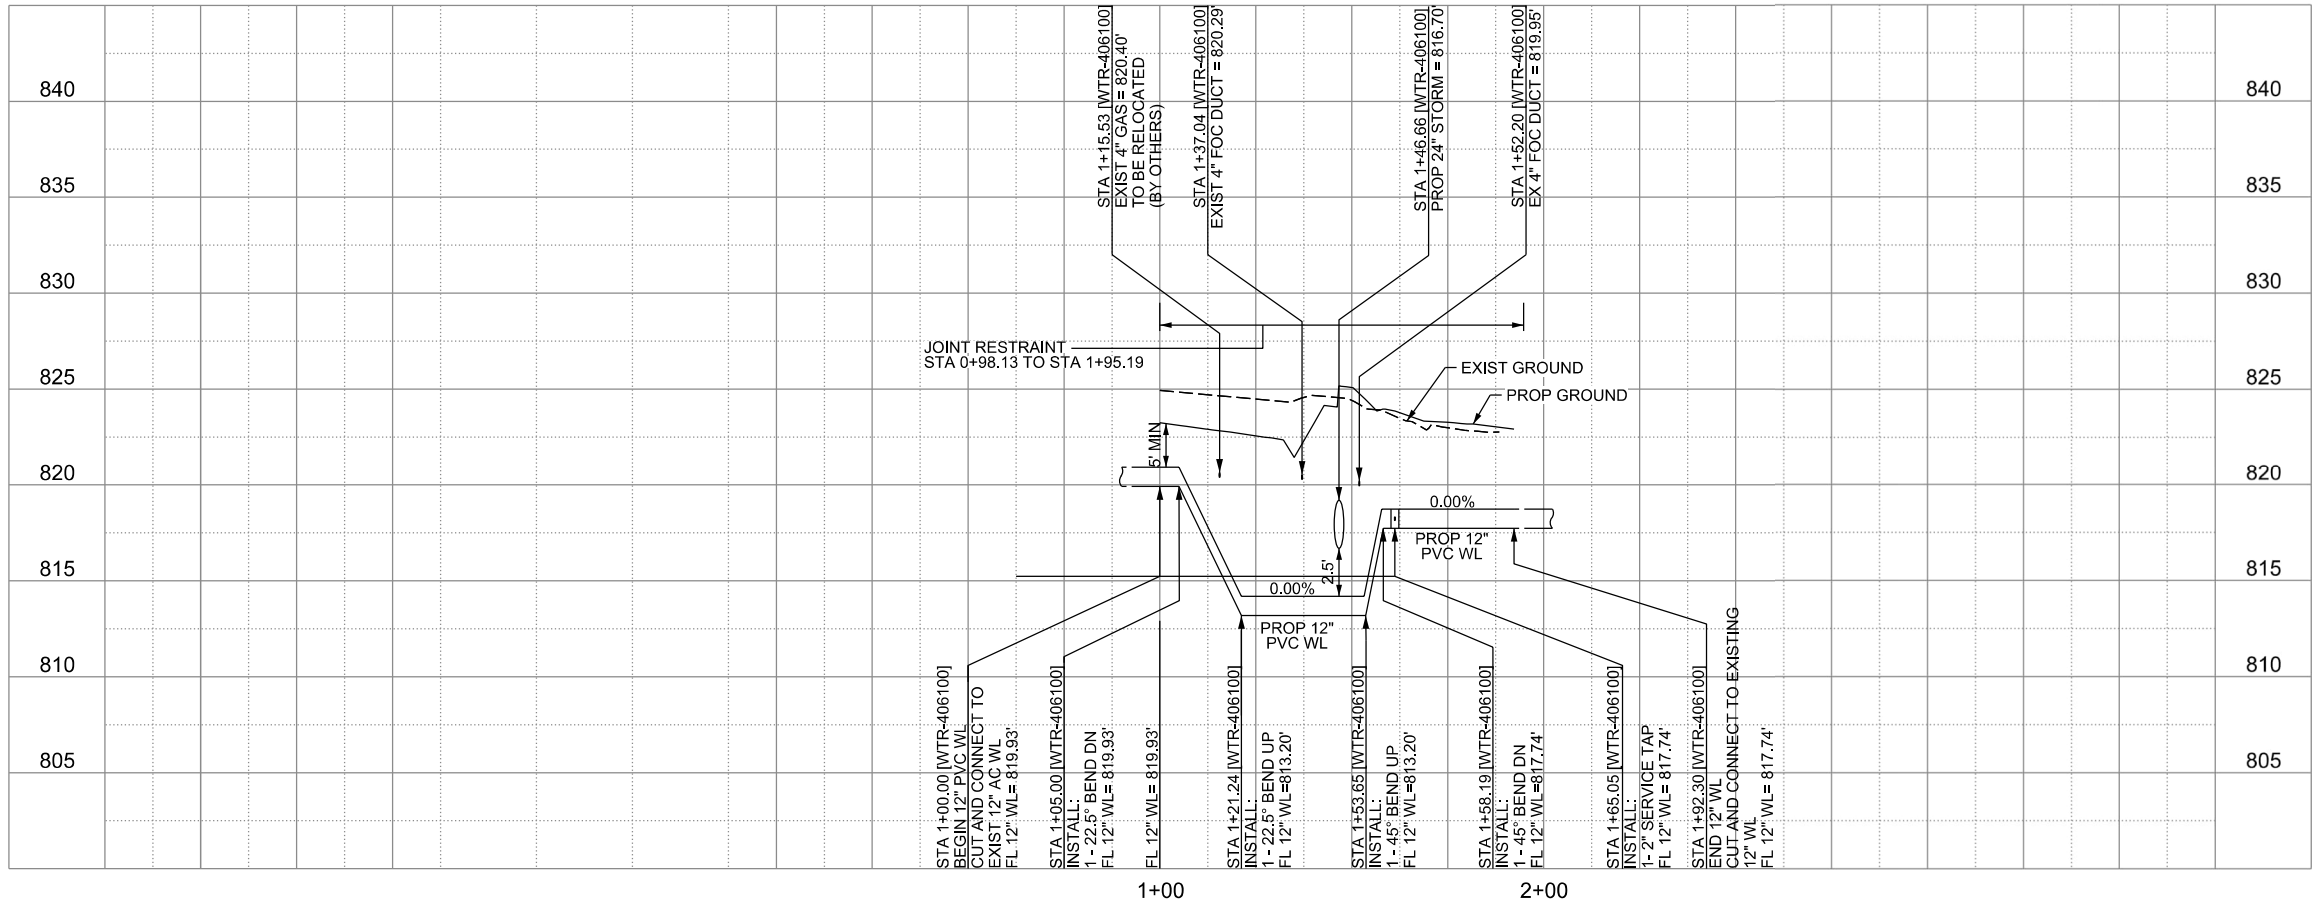 STA 1+15.53 [WTR-406100]
EXIST 4" GAS = 820.40'
TO BE RELOCATED
(BY OTHERS)
STA 1+37.04 [WTR-406100]
EXIST 4" FOC DUCT = 820.29'
STA 1+46.66 [WTR-406100]
PROP 24" STORM = 816.70'
STA 1+52.20 [WTR-406100]
EX 4" FOC DUCT = 819.95'
840
840
835
835
830
830
JOINT RESTRAINT
STA 0+98.13 TO STA 1+95.19
825
EXIST GROUND
825
PROP GROUND
5' MIN
820
820
0.00%
PROP 12"
PVC WL
2.5'
815
0.00%
815
PROP 12"
PVC WL
810
810
805
805
STA 1+00.00 [WTR-406100]
BEGIN 12" PVC WL
CUT AND CONNECT TO
EXIST 12" AC WL
FL 12" WL= 819.93'
STA 1+05.00 [WTR-406100]
INSTALL:
1 - 22.5° BEND DN
FL 12" WL= 819.93'
FL 12" WL= 819.93'
STA 1+21.24 [WTR-406100]
INSTALL:
1 - 22.5° BEND UP
FL 12" WL=813.20'
STA 1+53.65 [WTR-406100]
INSTALL:
1 - 45° BEND UP
FL 12" WL=813.20'
STA 1+58.19 [WTR-406100]
INSTALL:
1 - 45° BEND DN
FL 12" WL=817.74'
STA 1+65.05 [WTR-406100]
INSTALL:
1- 2" SERVICE TAP
FL 12" WL= 817.74'
STA 1+92.30 [WTR-406100]
END 12" WL
CUT AND CONNECT TO EXISTING
12" WL
FL 12" WL= 817.74'
1+00
2+00